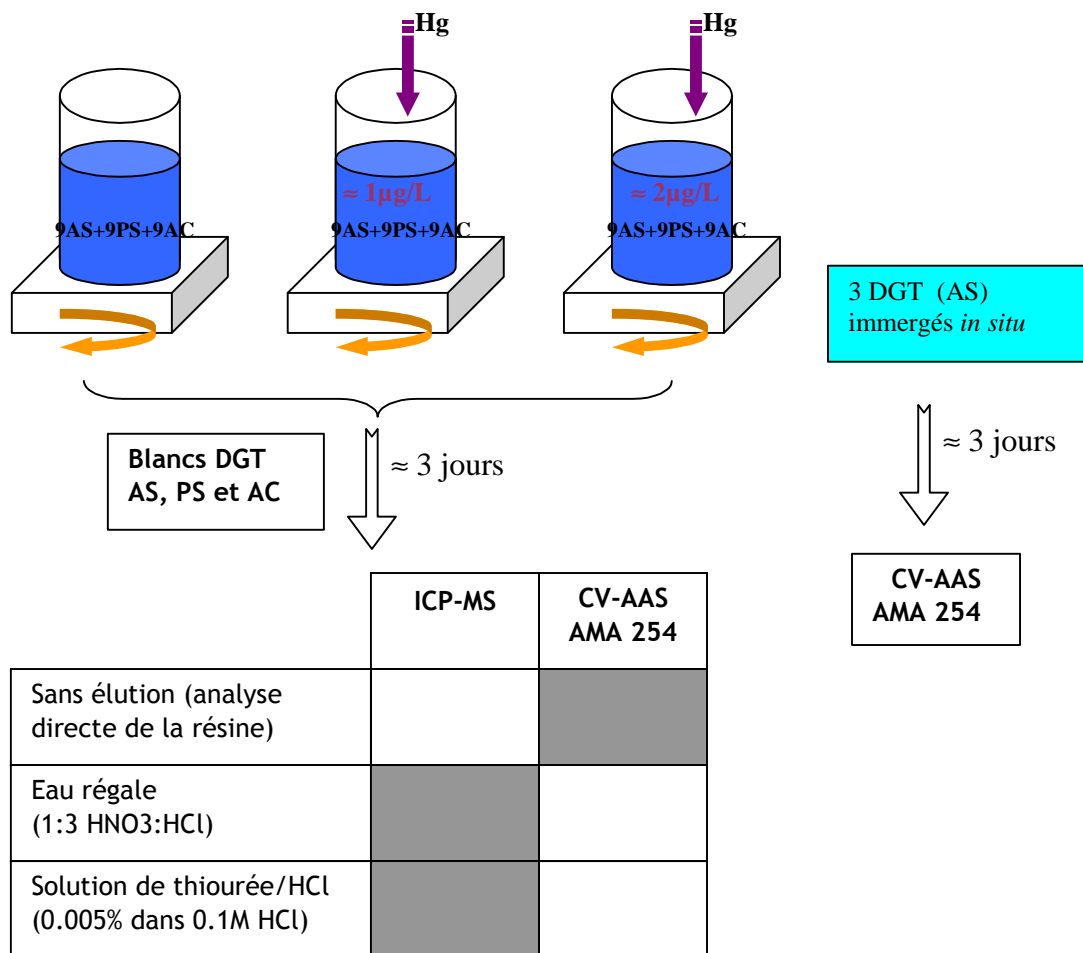 Hg
Hg
≈ 1µg/L
≈ 2µg/L
9AS+9PS+9AC
9AS+9PS+9AC
9AS+9PS+9AC
3 DGT (AS)
immergés in situ
Blancs DGT
AS, PS et AC
≈ 3 jours
≈ 3 jours
CV-AAS
AMA 254
ICP-MS
CV-AAS
AMA 254
Sans élution (analyse
directe de la résine)
Eau régale
(1:3 HNO3:HCl)
Solution de thiourée/HCl
(0.005% dans 0.1M HCl)